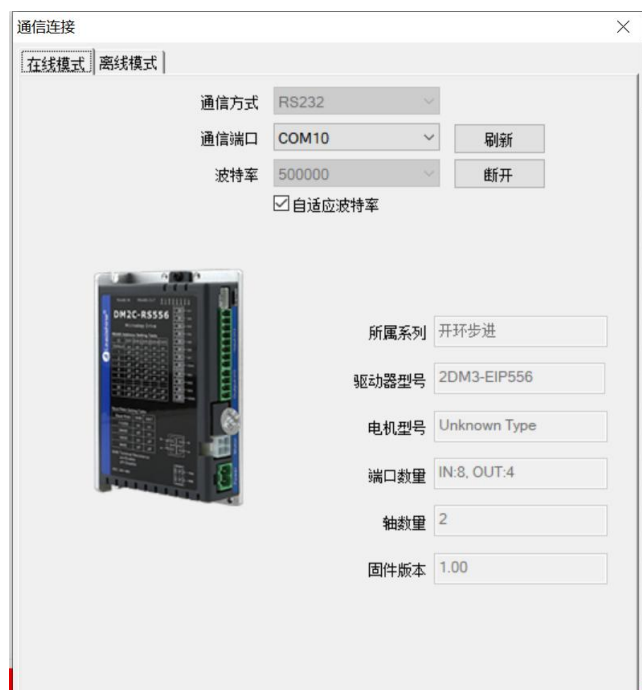 通信连接
在线模式 离线模式
通信方式 RS232
通信端口 COM10 刷新
波特率 500000 断开
自适应波特率
DM2C-RS556
所属系列 开环步进
驱动器型号 2DM3-EIP556
电机型号 Unknown Type
端口数量 IN:8, OUT:4
轴数量 2
固件版本 1.00